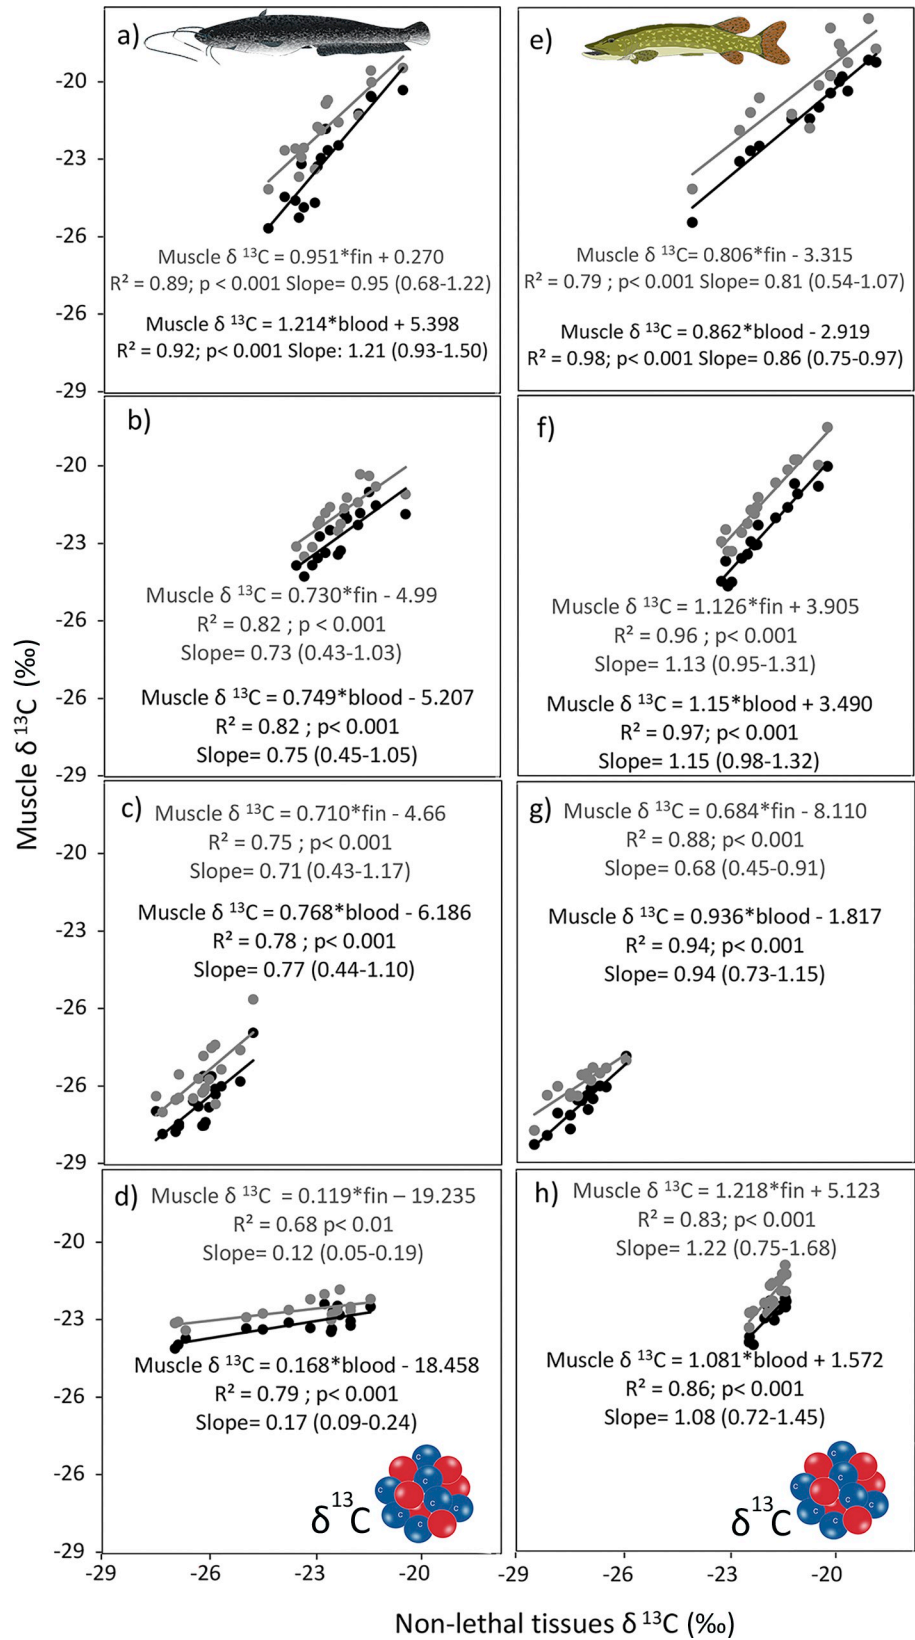 a)
-20
-23
-26
-26
-29
Muscle δ ¹³C = 0.951*fin + 0.270
R² = 0.89; p < 0.001 Slope= 0.95 (0.68-1.22)
Muscle δ ¹³C = 1.214*blood + 5.398
R² = 0.92; p< 0.001 Slope: 1.21 (0.93-1.50)
e)
Muscle δ ¹³C= 0.806*fin - 3.315
R² = 0.79 ; p < 0.001 Slope= 0.81 (0.54-1.07)
Muscle δ ¹³C = 0.862*blood - 2.919
R² = 0.98; p< 0.001 Slope= 0.86 (0.75-0.97)
b)
-20
-23
-26
-26
-29
Muscle δ ¹³C = 0.730*fin - 4.99
R² = 0.82 ; p < 0.001
Slope= 0.73 (0.43-1.03)
Muscle δ ¹³C = 0.749*blood - 5.207
R² = 0.82 ; p< 0.001
Slope= 0.75 (0.45-1.05)
f)
Muscle δ ¹³C = 1.126*fin + 3.905
R² = 0.96 ; p< 0.001
Slope= 1.13 (0.95-1.31)
Muscle δ ¹³C = 1.15*blood + 3.490
R² = 0.97; p< 0.001
Slope= 1.15 (0.98-1.32)
Muscle δ ¹³C (‰)
c)
-20
-23
-26
-26
-29
Muscle δ ¹³C = 0.710*fin - 4.66
R² = 0.75 ; p< 0.001
Slope= 0.71 (0.43-1.17)
Muscle δ ¹³C = 0.768*blood - 6.186
R² = 0.78 ; p< 0.001
Slope= 0.77 (0.44-1.10)
g)
Muscle δ ¹³C = 0.684*fin - 8.110
R² = 0.88; p< 0.001
Slope= 0.68 (0.45-0.91)
Muscle δ ¹³C = 0.936*blood - 1.817
R² = 0.94; p< 0.001
Slope= 0.94 (0.73-1.15)
d)
-20
-23
-26
-26
-29
Muscle δ ¹³C = 0.119*fin – 19.235
R² = 0.68 p< 0.01
Slope= 0.12 (0.05-0.19)
Muscle δ ¹³C = 0.168*blood - 18.458
R² = 0.79 ; p< 0.001
Slope= 0.17 (0.09-0.24)
δ¹³C
C C C C C C C
h)
Muscle δ ¹³C = 1.218*fin + 5.123
R² = 0.83; p< 0.001
Slope= 1.22 (0.75-1.68)
Muscle δ ¹³C = 1.081*blood + 1.572
R² = 0.86; p< 0.001
Slope= 1.08 (0.72-1.45)
δ¹³C
C C C C C C C
-29 -26 -23 -20
-29 -26 -23 -20
Non-lethal tissues δ ¹³C (‰)